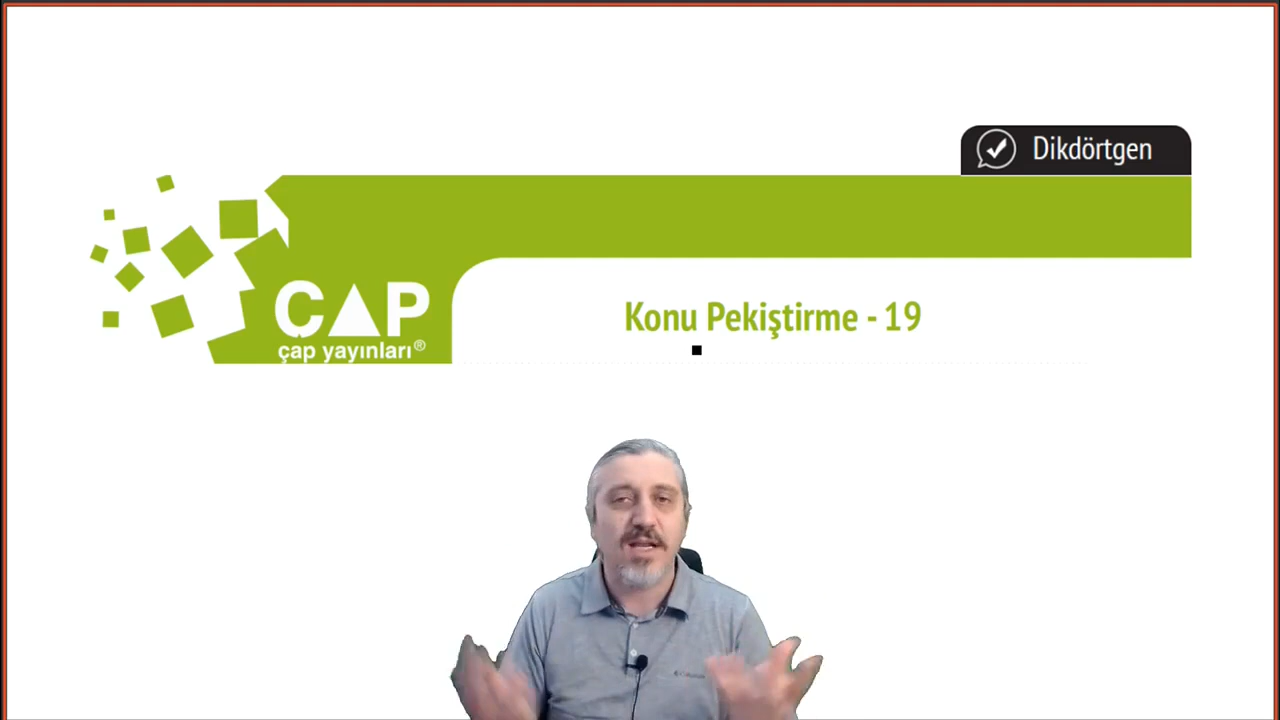 Dikdörtgen
ÇAP
çap yayınları®
Konu Pekiştirme - 19